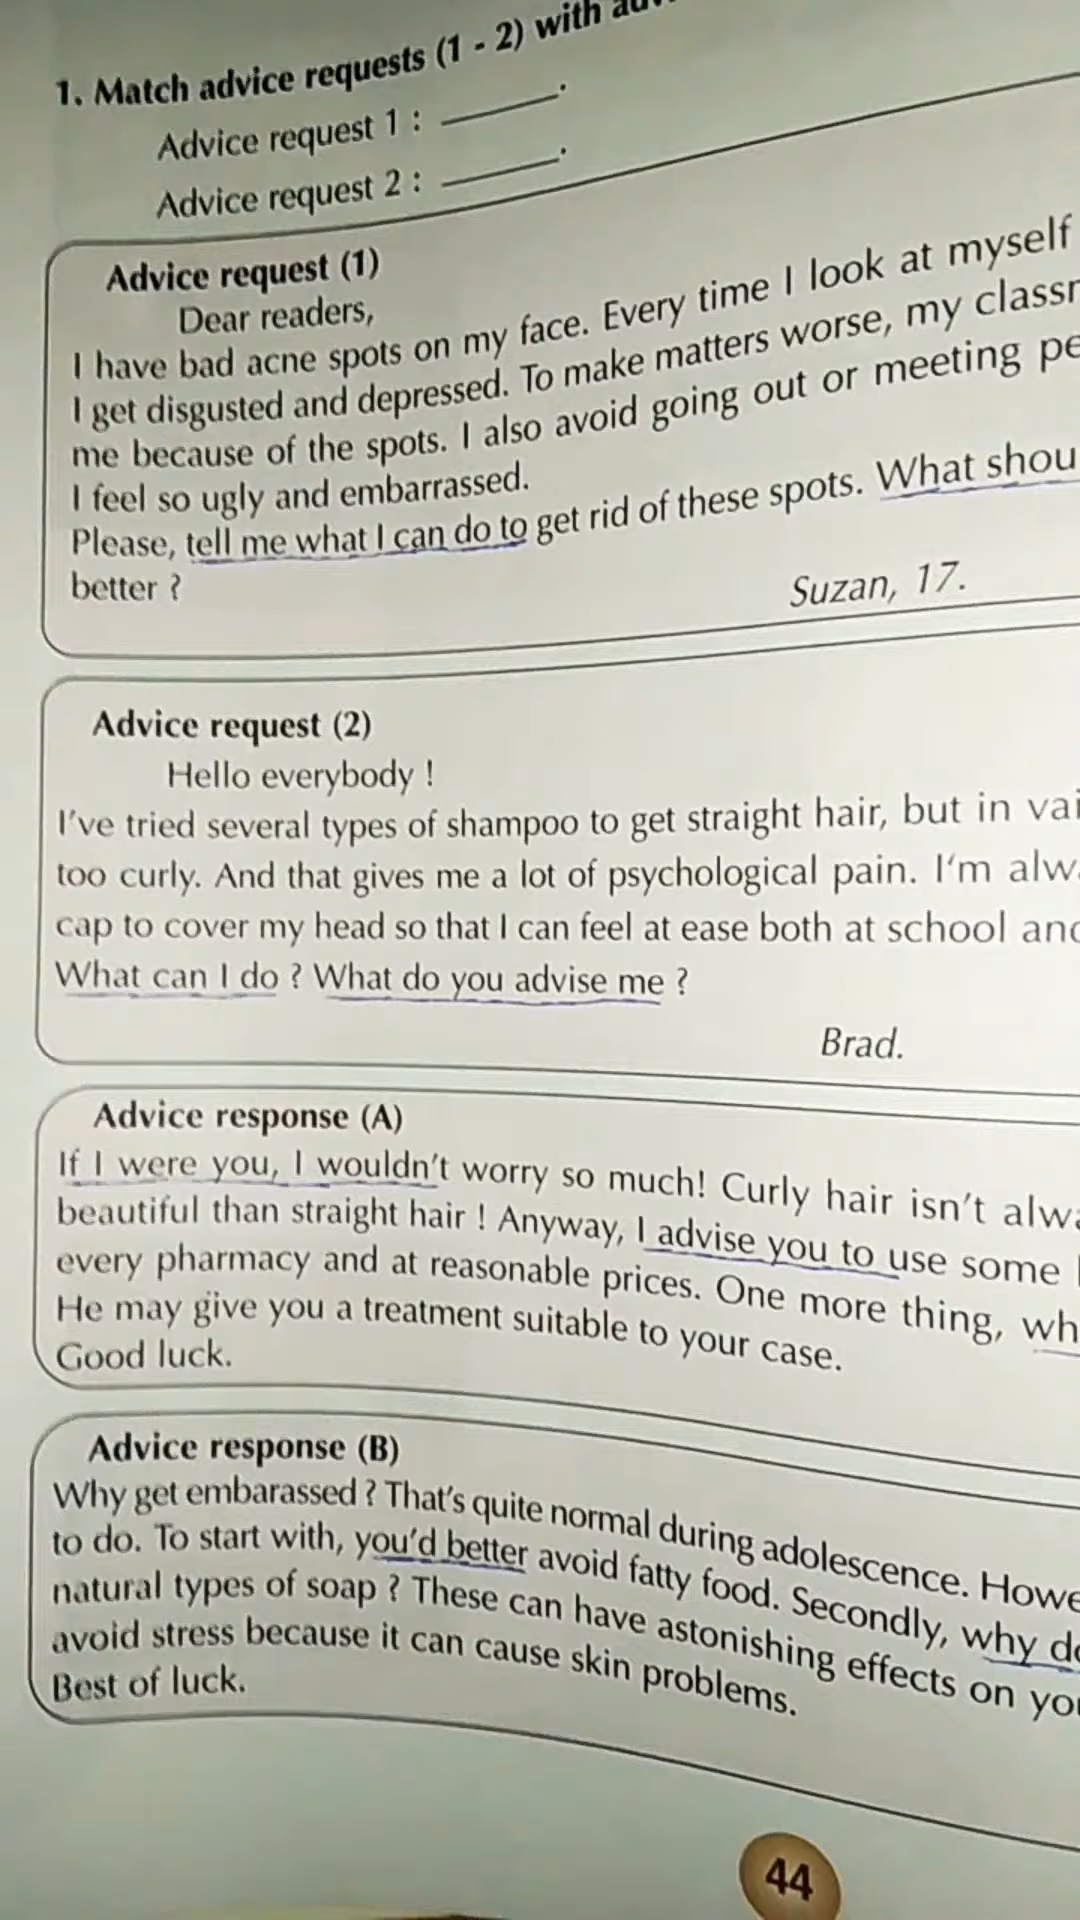 1. Match advice requests (1 - 2) with
Advice request 1 : ______.
Advice request 2 : ______.
Advice request (1)
Dear readers,
I have bad acne spots on my face. Every time I look at myself
I get disgusted and depressed. To make matters worse, my
me because of the spots. I also avoid going out or meeting
I feel so ugly and embarrassed.
Please, tell me what I can do to get rid of these spots. What
better ?
Suzan, 17.
Advice request (2)
Hello everybody !
I've tried several types of shampoo to get straight hair, but in
too curly. And that gives me a lot of psychological pain. I'm
cap to cover my head so that I can feel at ease both at school
What can I do ? What do you advise me ?
Brad.
Advice response (A)
If I were you, I wouldn't worry so much! Curly hair isn't
beautiful than straight hair ! Anyway, I advise you to use some
every pharmacy and at reasonable prices. One more thing,
He may give you a treatment suitable to your case.
Good luck.
Advice response (B)
Why get embarassed ? That's quite normal during adolescence.
to do. To start with, you'd better avoid fatty food. Secondly, why
natural types of soap ? These can have astonishing effects on
avoid stress because it can cause skin problems.
Best of luck.
44